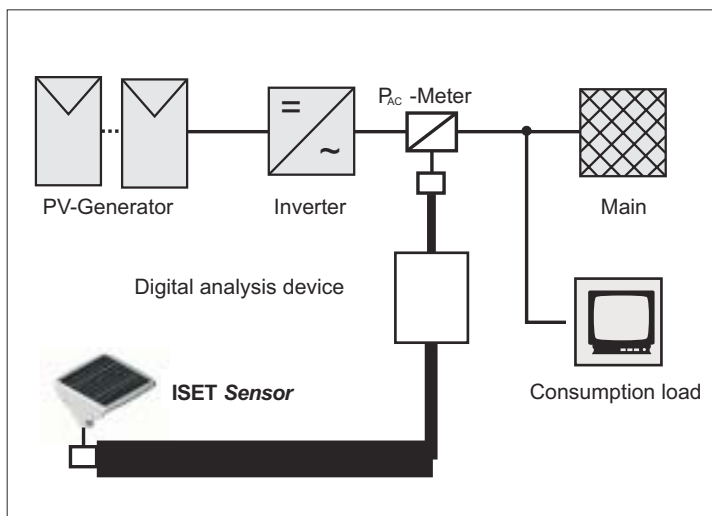 P_AC -Meter
=
~
PV-Generator
Inverter
Main
Digital analysis device
ISET Sensor
Consumption load